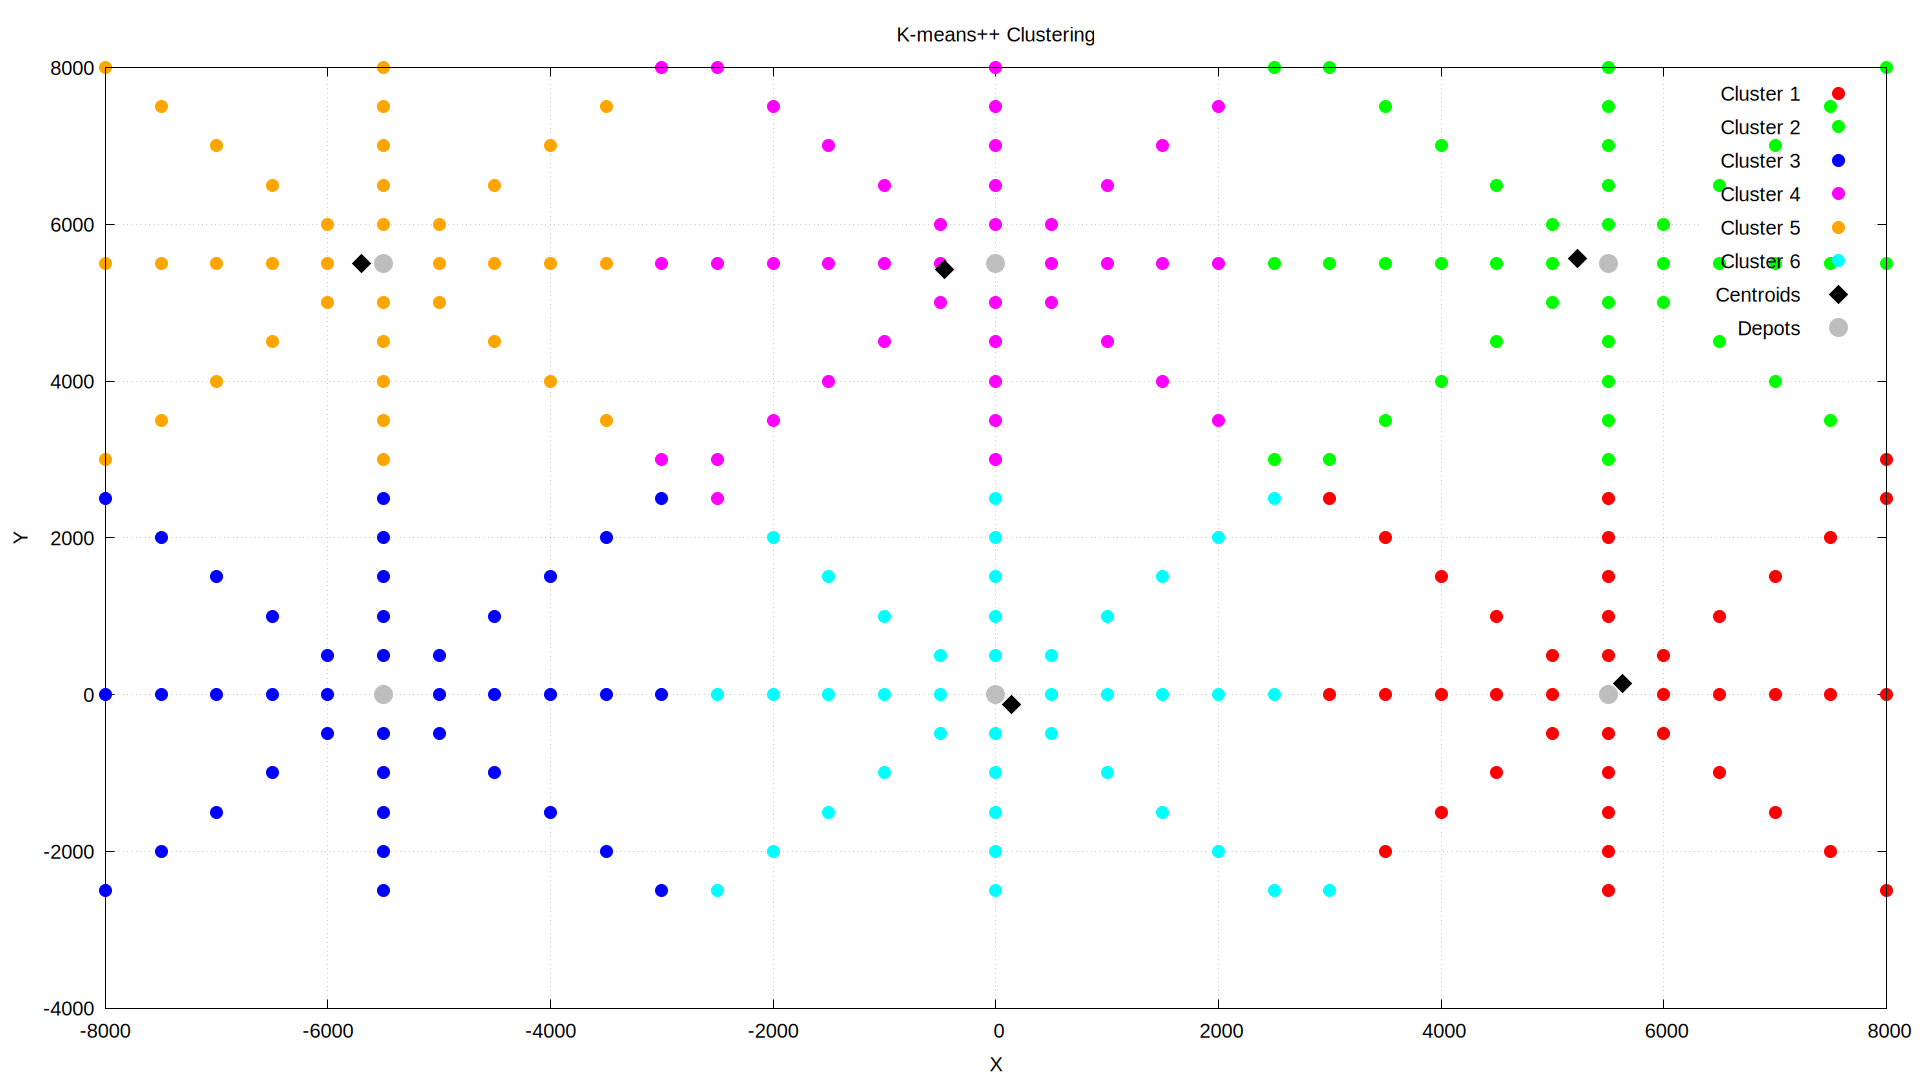 K-means++ Clustering
8000
6000
4000
2000
0
-2000
-4000
Y
Cluster 1
Cluster 2
Cluster 3
Cluster 4
Cluster 5
Cluster 6
Centroids
Depots
-8000 -6000 -4000 -2000 0 2000 4000 6000 8000
X